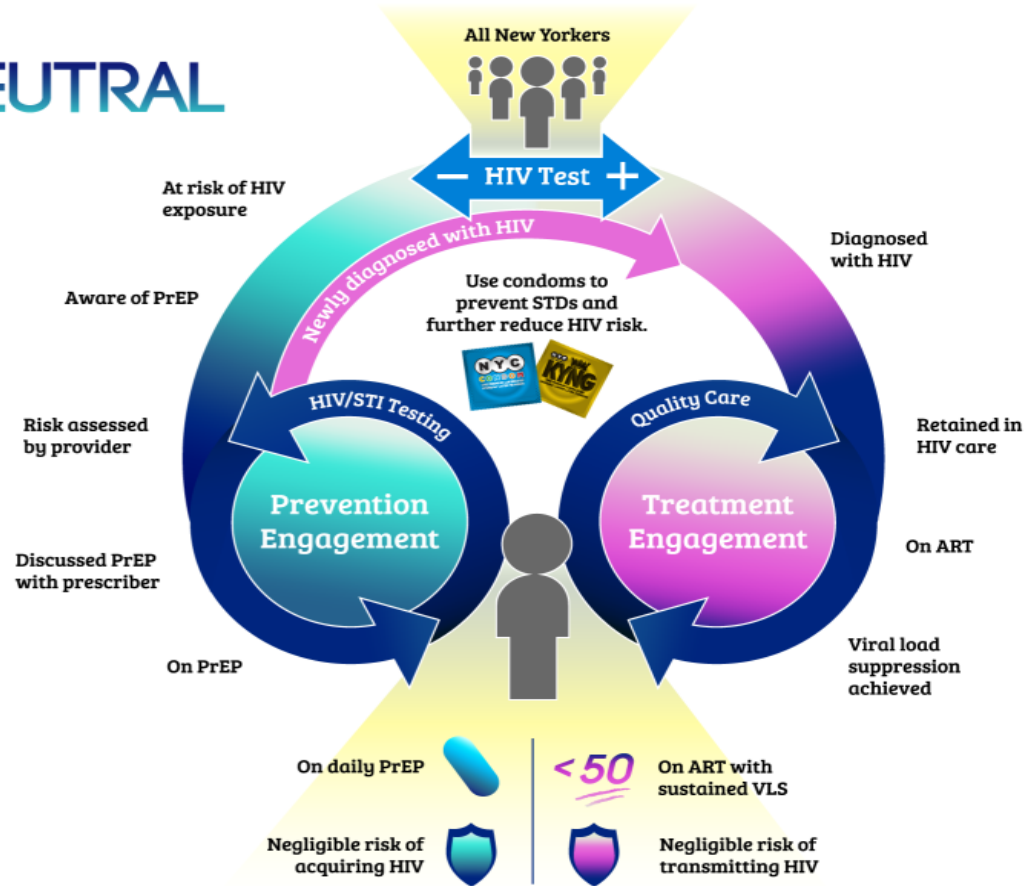 EUTRAL
All New Yorkers
− HIV Test +
At risk of HIV
exposure
Aware of PrEP
Risk assessed
by provider
Discussed PrEP
with prescriber
On PrEP
Newly diagnosed with HIV
Use condoms to
prevent STDs and
further reduce HIV risk.
NYC
CONDOM
KYNG
Diagnosed
with HIV
Retained in
HIV care
On ART
Viral load
suppression
achieved
HIV/STI Testing
Prevention
Engagement
Quality Care
Treatment
Engagement
On daily PrEP
Negligible risk of
acquiring HIV
<50
On ART with
sustained VLS
Negligible risk of
transmitting HIV